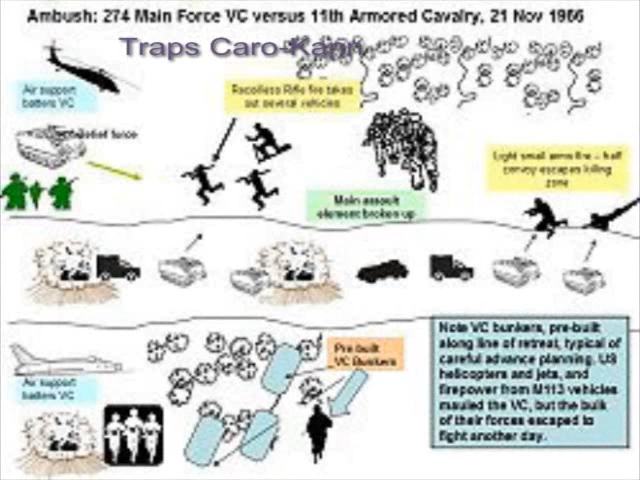 Ambush: 274 Main Force VC versus 11th Armored Cavalry, 21 Nov 1966
Traps Caro-Kann
Air support
batters VC
Recoilless Rifle fire takes
out several vehicles
Relief force
Light small arms fire – half
convoy escapes killing
zone
Main assault
element broken up
Pre built
VC Bunkers
Air support
batters VC
Note VC bunkers, pre-built
along line of retreat, typical of
careful advance planning. US
helicopters and jets, and
firepower from M113 vehicles
mauled the VC, but the bulk
of their forces escaped to
fight another day.